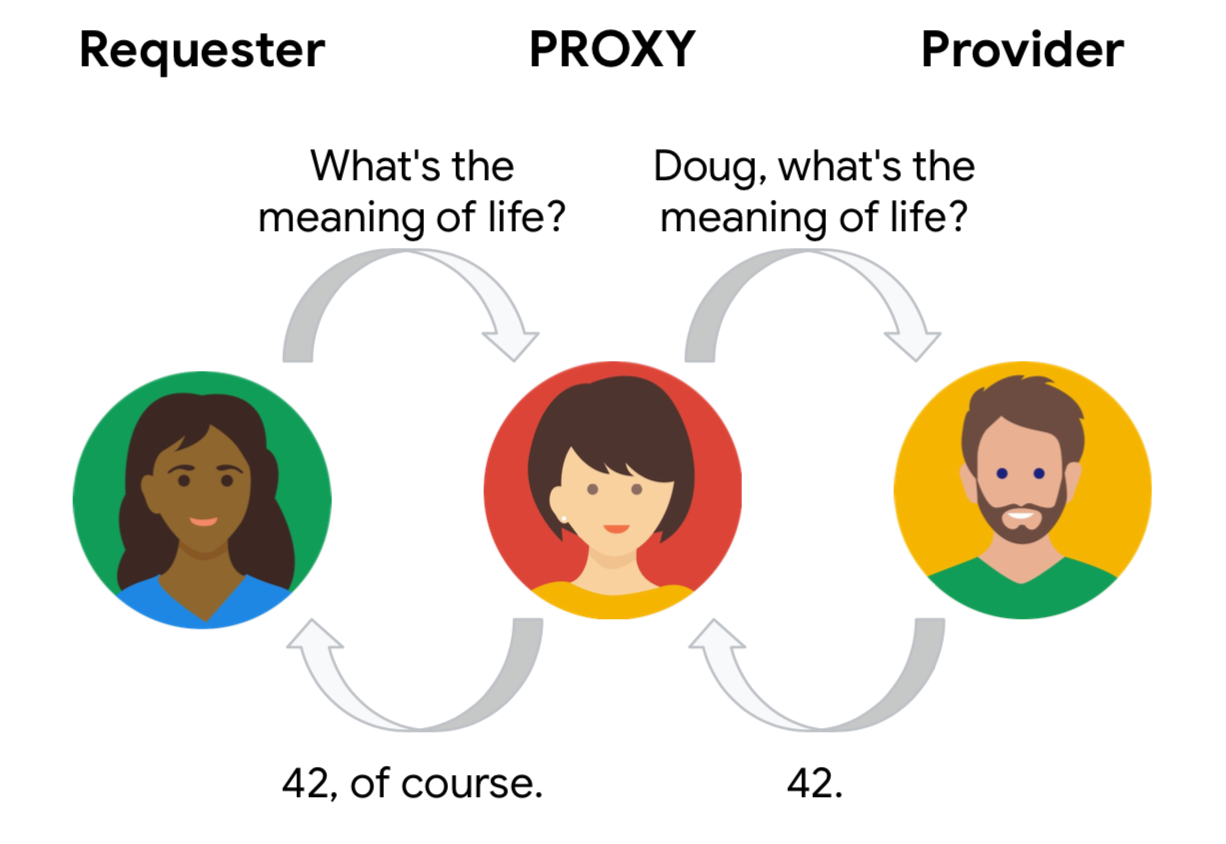 Requester
PROXY
Provider
What's the
meaning of life?
Doug, what's the
meaning of life?
42, of course.
42.